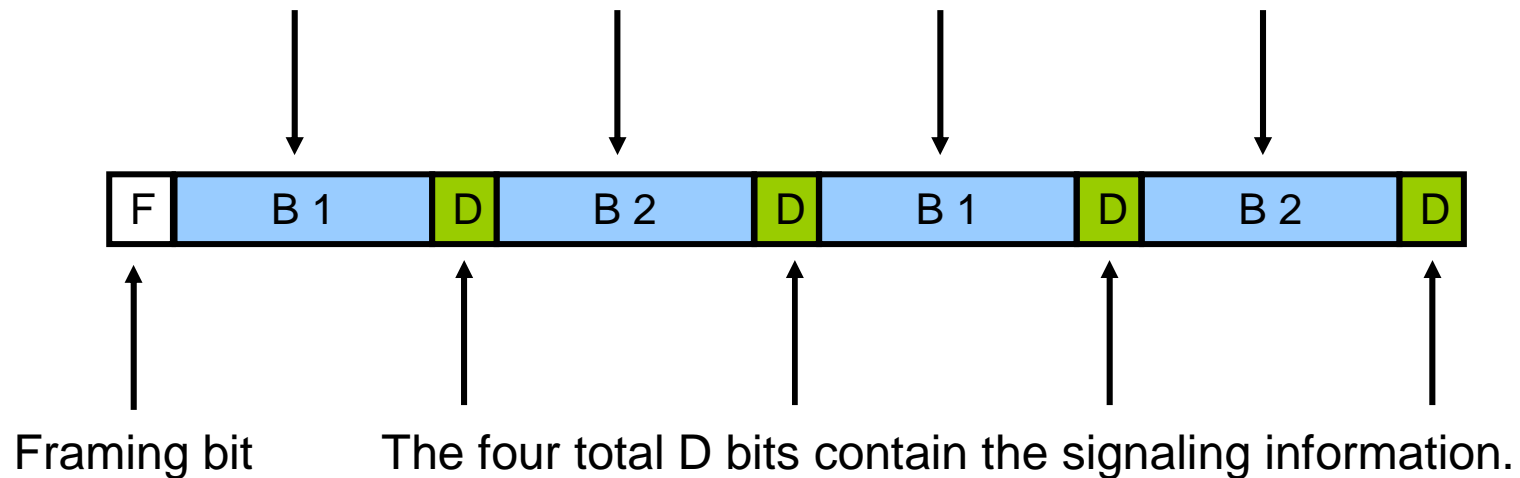 F B 1 D B 2 D B 1 D B 2 D
Framing bit The four total D bits contain the signaling information.